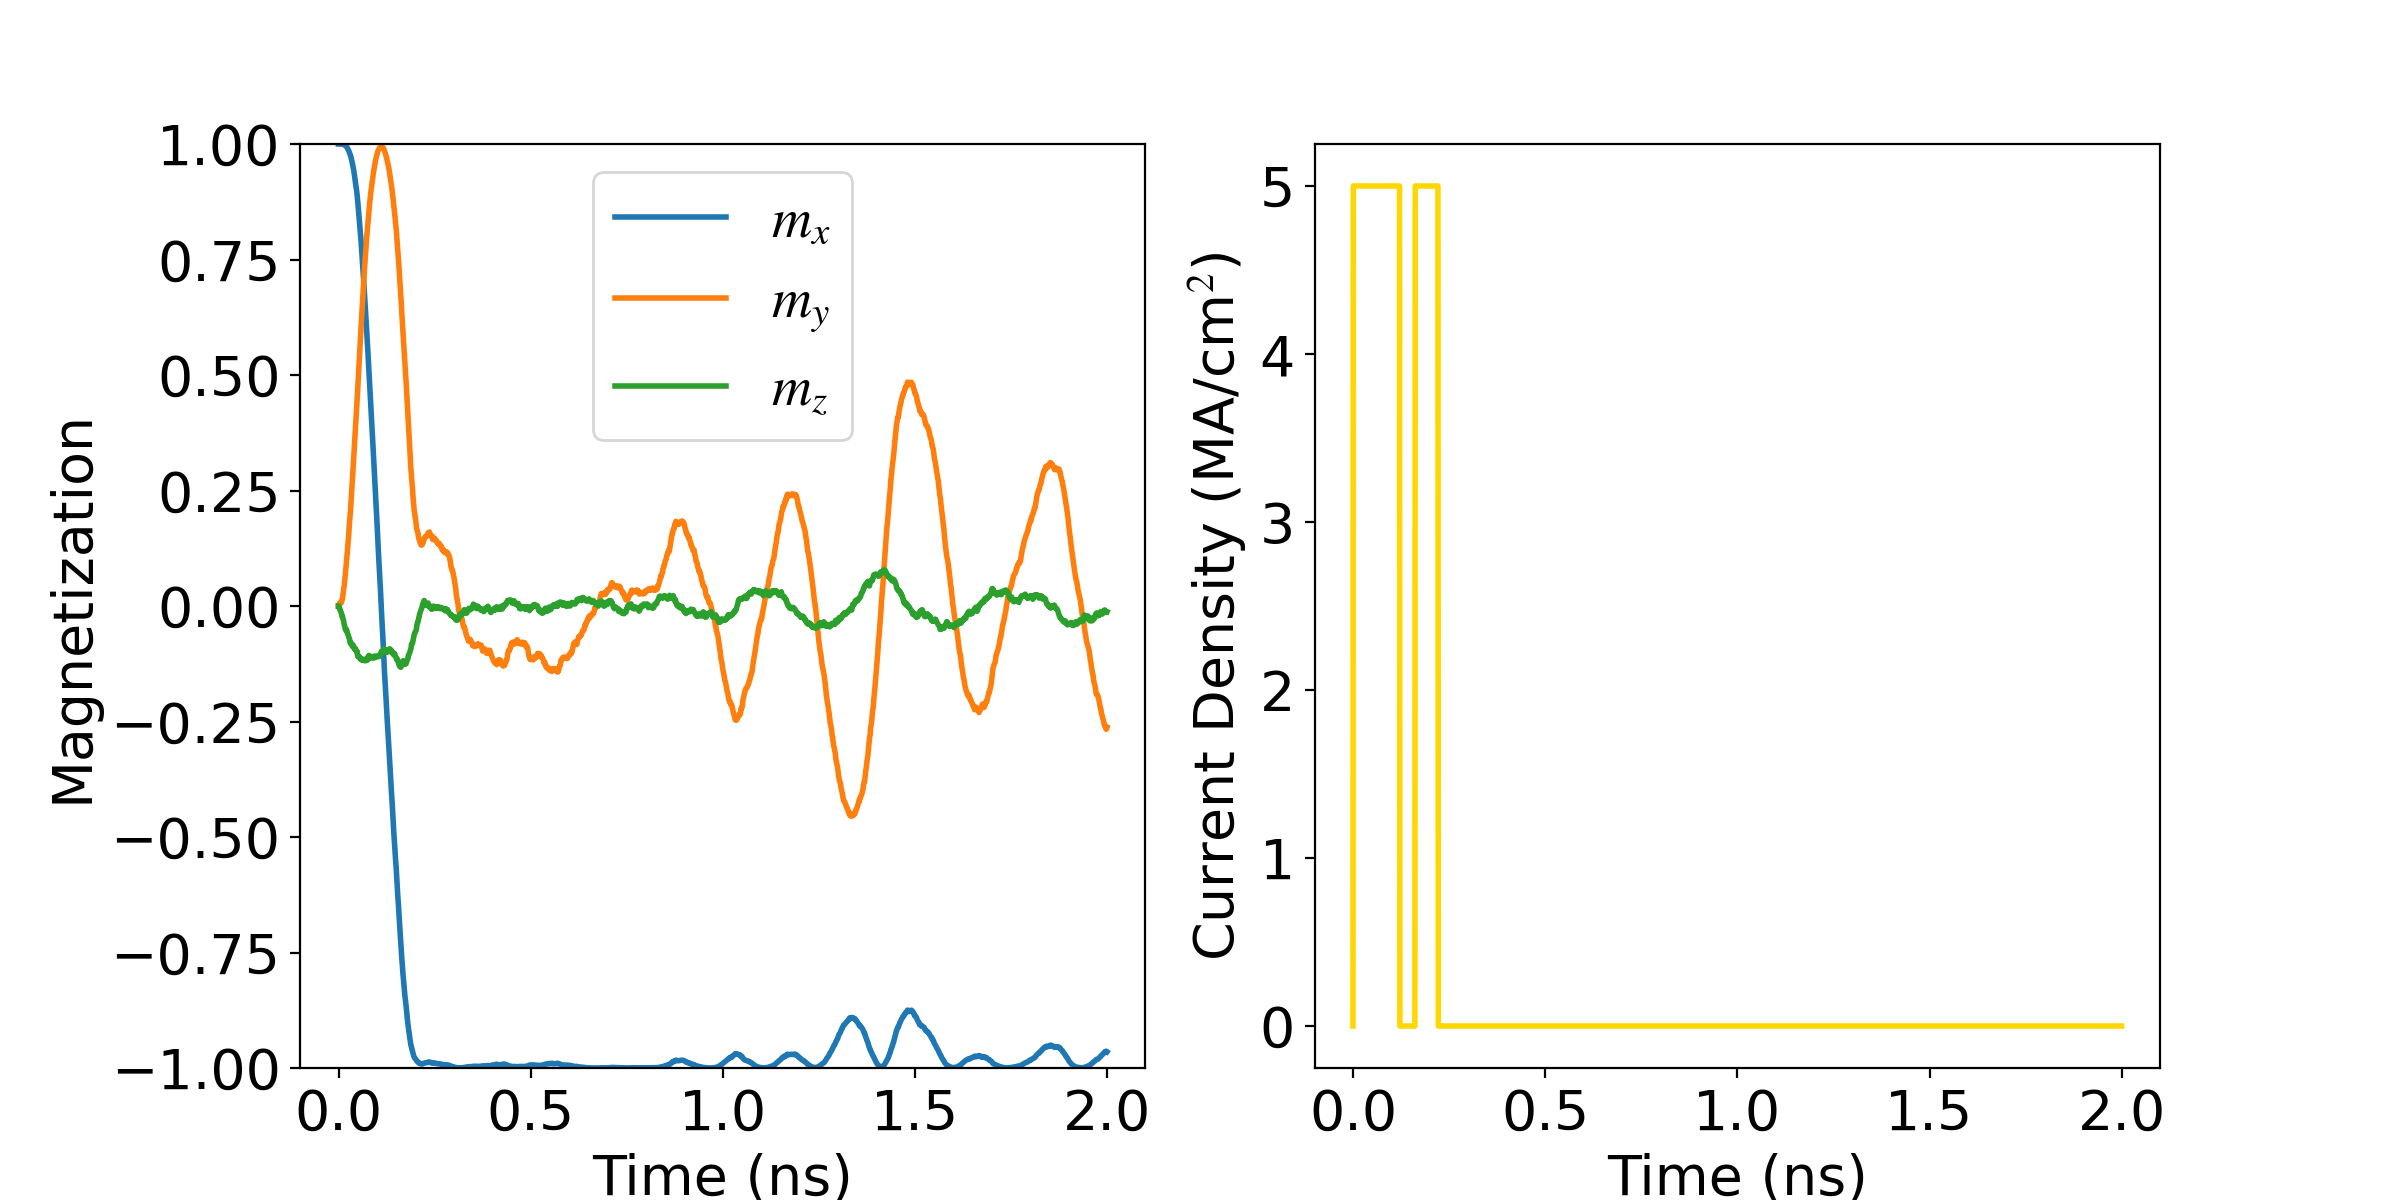 1.00
0.75
0.50
0.25
0.00
−0.25
−0.50
−0.75
−1.00
Magnetization
0.0 0.5 1.0 1.5 2.0
Time (ns)
m_x
m_y
m_z
5
4
3
2
1
0
Current Density (MA/cm²)
0.0 0.5 1.0 1.5 2.0
Time (ns)